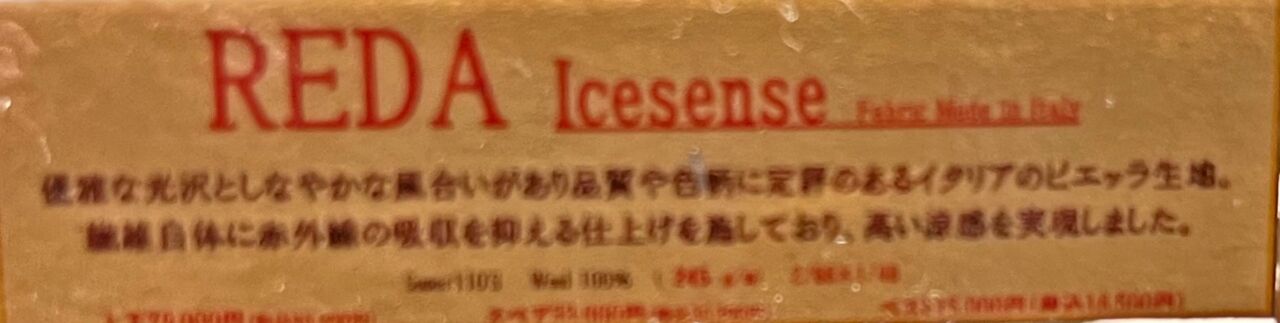 REDA Icesense Fabric Made in Italy
優雅な光沢としなやかな風合いがあり品質や色柄に定評のあるイタリアのビエッラ生地。
繊維自体に赤外線の吸収を抑える仕上げを施しており、高い涼感を実現しました。
Super110'S Wool 100% 245 g/m